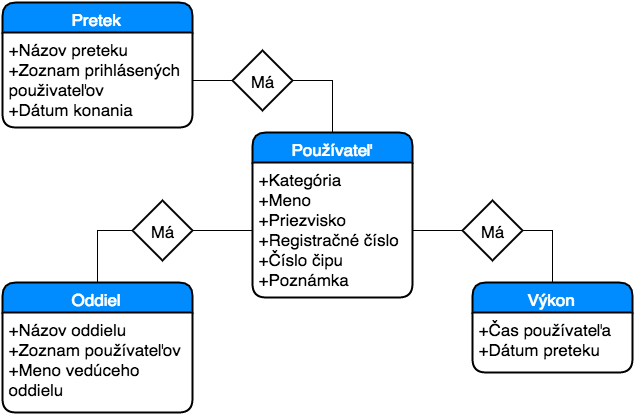 Pretek
+Názov preteku
+Zoznam prihlásených
použivateľov
+Dátum konania
Má
Používateľ
+Kategória
+Meno
+Priezvisko
+Registračné číslo
+Číslo čipu
+Poznámka
Má
Má
Oddiel
+Názov oddielu
+Zoznam používateľov
+Meno vedúceho
oddielu
Výkon
+Čas používateľa
+Dátum preteku